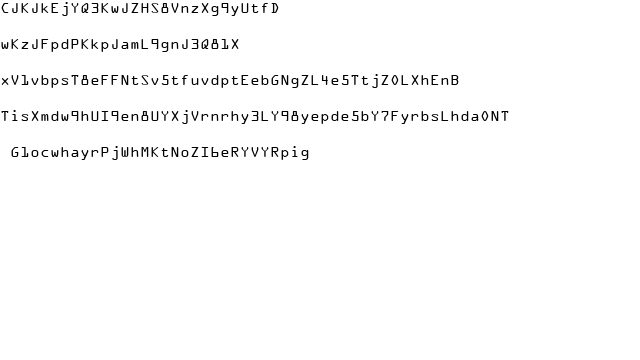 CJKJkEjYQ3KwJZHS8VnzXg9yUtfD
wKzJFpdPKkpJamL9gnJ3Q81X
xV1vbpsT8eFFNtSv5tfuvdptEebGNgZL4e5TtjZ0LXhEnB
TisXmdw9hUI9en8UYXjVrnrhy3LY98yepde5bY7FyrbsLhda0NT
G1ocwhayrPjWhMKtNoZI6eRYVYRpig